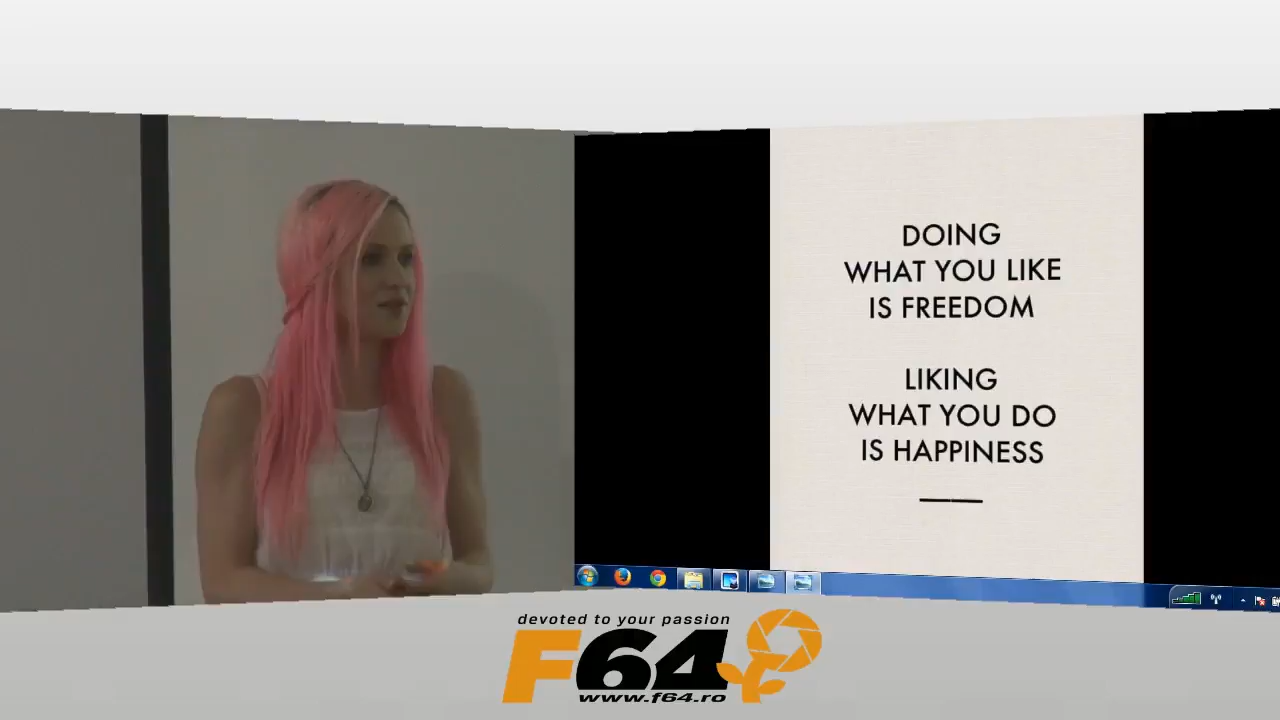 DOING
WHAT YOU LIKE
IS FREEDOM
LIKING
WHAT YOU DO
IS HAPPINESS
devoted to your passion
F64
www.f64.ro